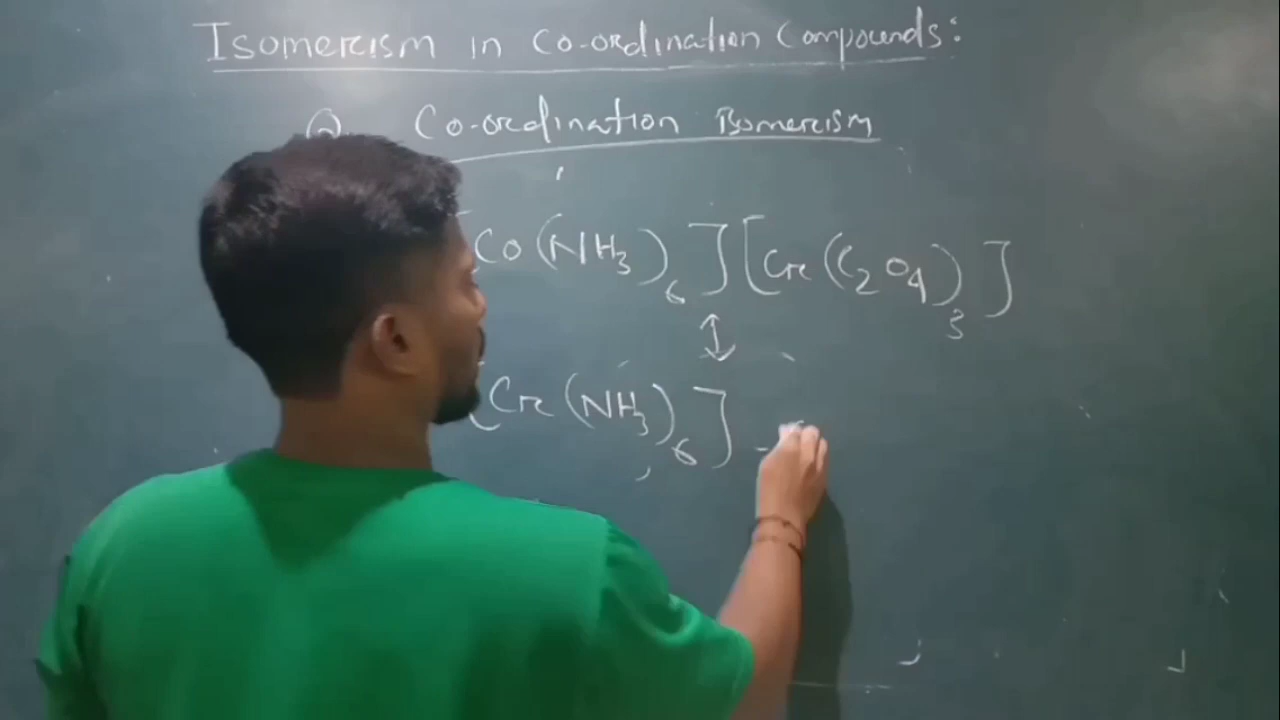 Isomerism in Co-ordination Compounds:
Co-ordination Isomerism
[Co(NH3)6][Cr(C2O4)3]
↕
[Cr(NH3)6]